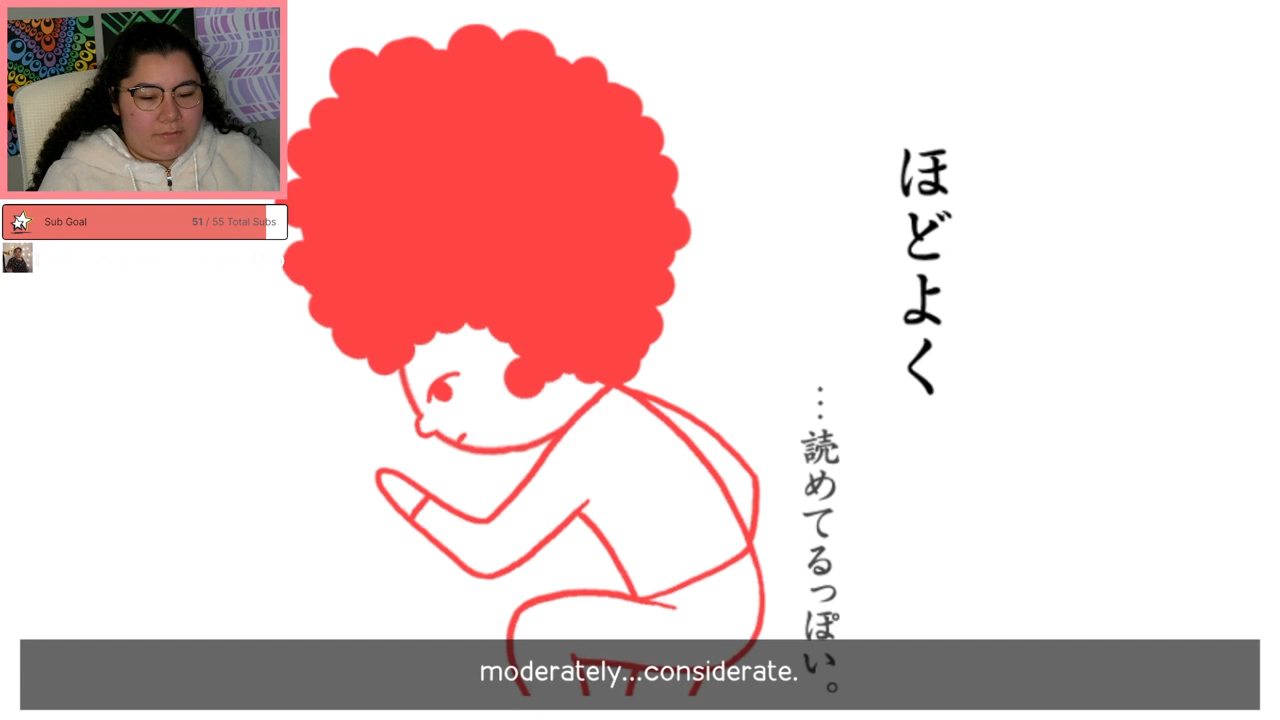 Sub Goal
51 / 55 Total Subs
ほどよく
…読めてるっぽい。
moderately...considerate.